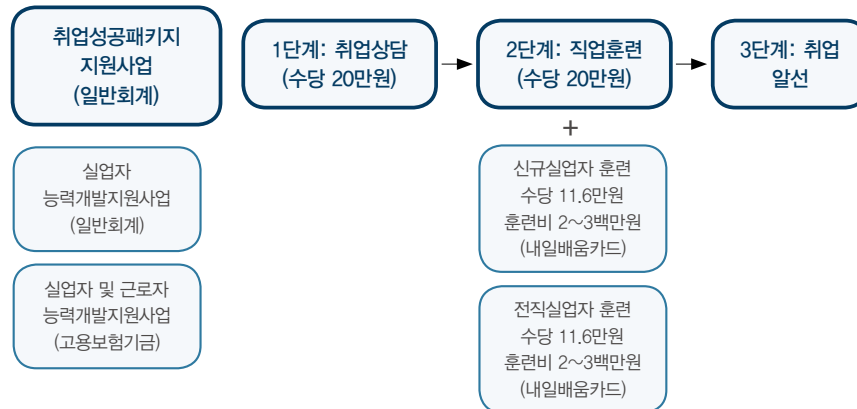 취업성공패키지
지원사업
(일반회계)
1단계: 취업상담
(수당 20만원)
2단계: 직업훈련
(수당 20만원)
3단계: 취업
알선
+
실업자
능력개발지원사업
(일반회계)
신규실업자 훈련
수당 11.6만원
훈련비 2～3백만원
(내일배움카드)
실업자 및 근로자
능력개발지원사업
(고용보험기금)
전직실업자 훈련
수당 11.6만원
훈련비 2～3백만원
(내일배움카드)